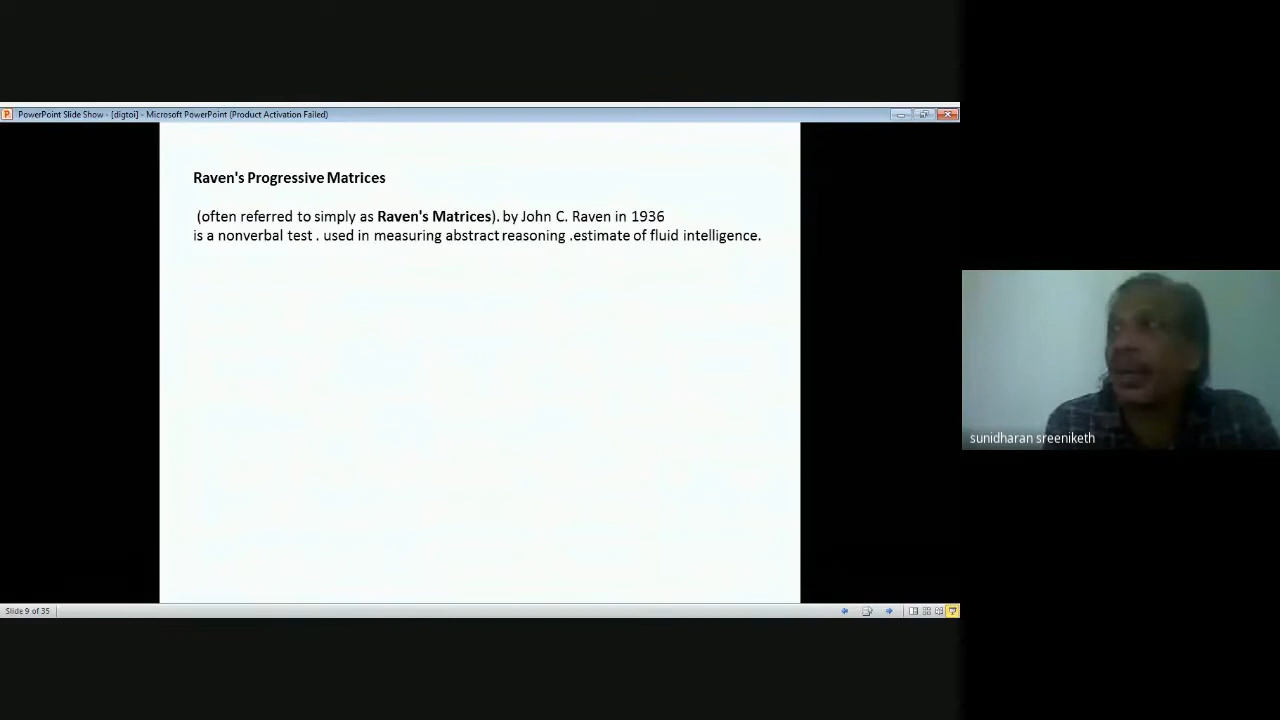 PowerPoint Slide Show - [digtoi] - Microsoft PowerPoint (Product Activation Failed)
Raven's Progressive Matrices
(often referred to simply as Raven's Matrices). by John C. Raven in 1936
is a nonverbal test . used in measuring abstract reasoning .estimate of fluid intelligence.
sunidharan sreeniketh
Slide 9 of 35